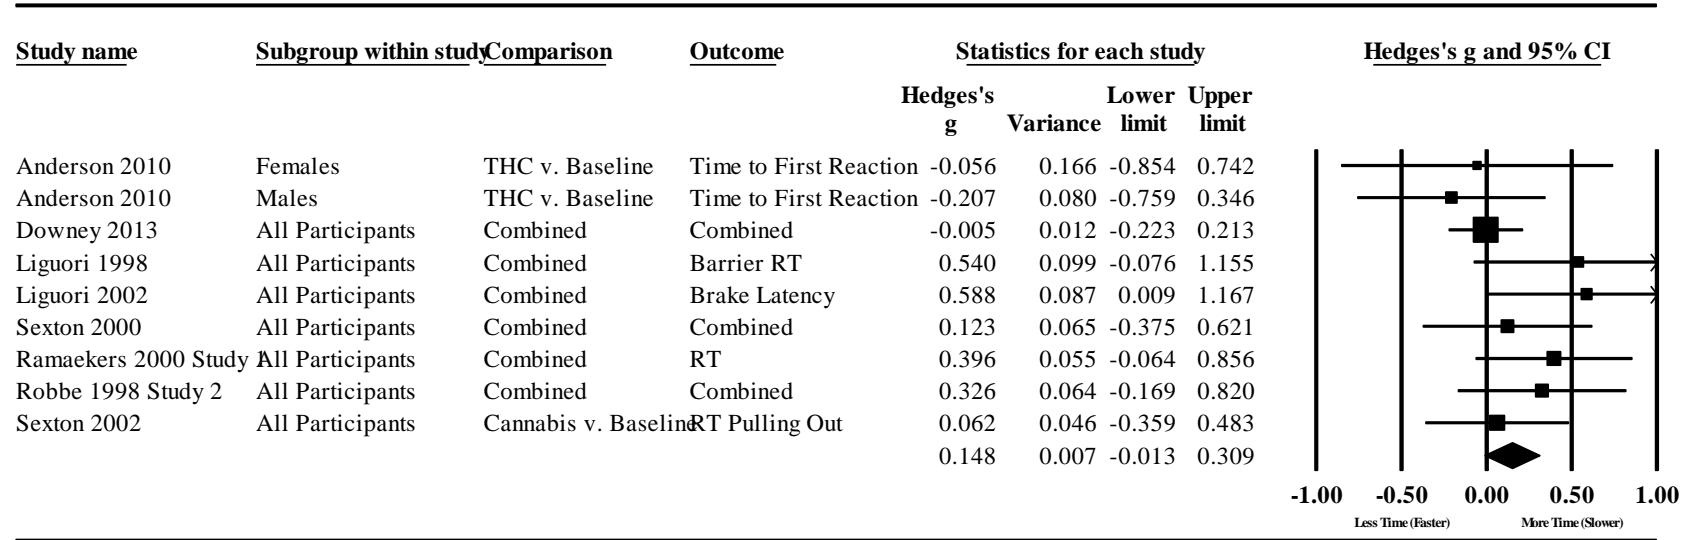 Study name Subgroup within study Comparison Outcome Statistics for each study Hedges's g and 95% CI
Hedges's Lower Upper
g Variance limit limit
Anderson 2010 Females THC v. Baseline Time to First Reaction -0.056 0.166 -0.854 0.742
Anderson 2010 Males THC v. Baseline Time to First Reaction -0.207 0.080 -0.759 0.346
Downey 2013 All Participants Combined Combined -0.005 0.012 -0.223 0.213
Liguori 1998 All Participants Combined Barrier RT 0.540 0.099 -0.076 1.155
Liguori 2002 All Participants Combined Brake Latency 0.588 0.087 0.009 1.167
Sexton 2000 All Participants Combined Combined 0.123 0.065 -0.375 0.621
Ramaekers 2000 Study 1 All Participants Combined RT 0.396 0.055 -0.064 0.856
Robbe 1998 Study 2 All Participants Combined Combined 0.326 0.064 -0.169 0.820
Sexton 2002 All Participants Cannabis v. Baseline RT Pulling Out 0.062 0.046 -0.359 0.483
0.148 0.007 -0.013 0.309
-1.00 -0.50 0.00 0.50 1.00
Less Time (Faster) More Time (Slower)